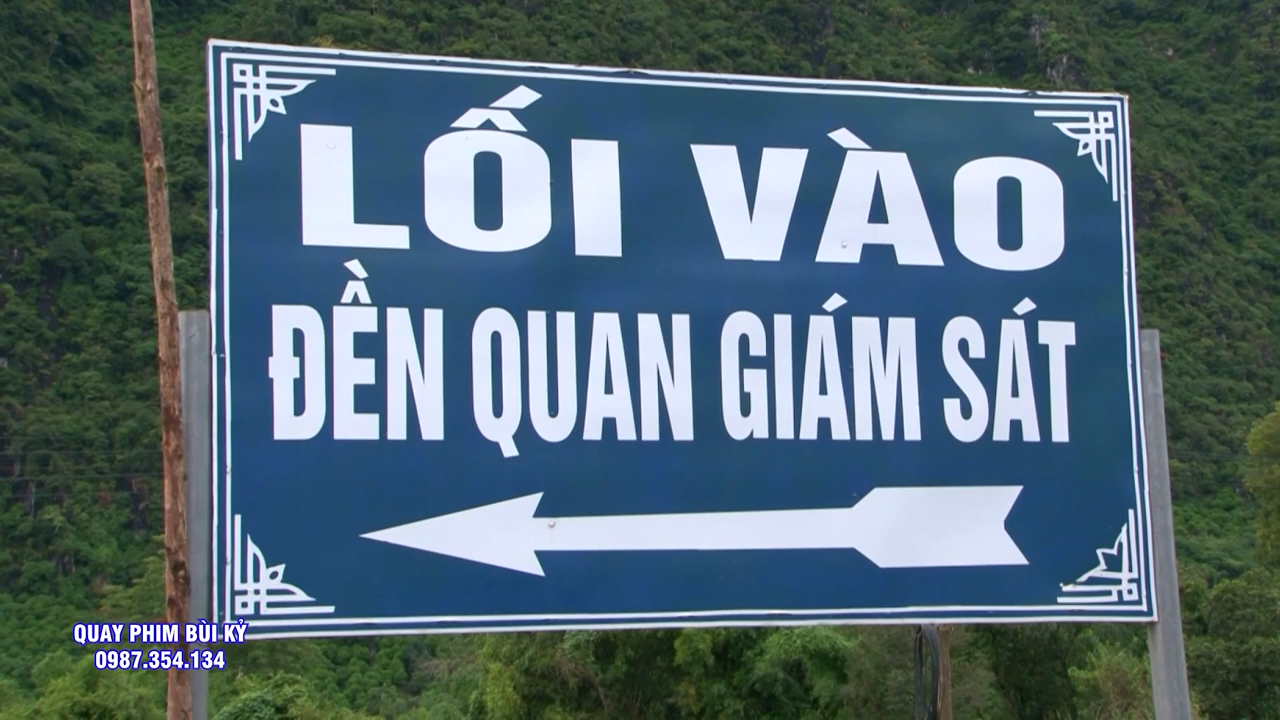 LỐI VÀO
ĐỀN QUAN GIÁM SÁT
QUAY PHIM BÙI KỶ
0987.354.134